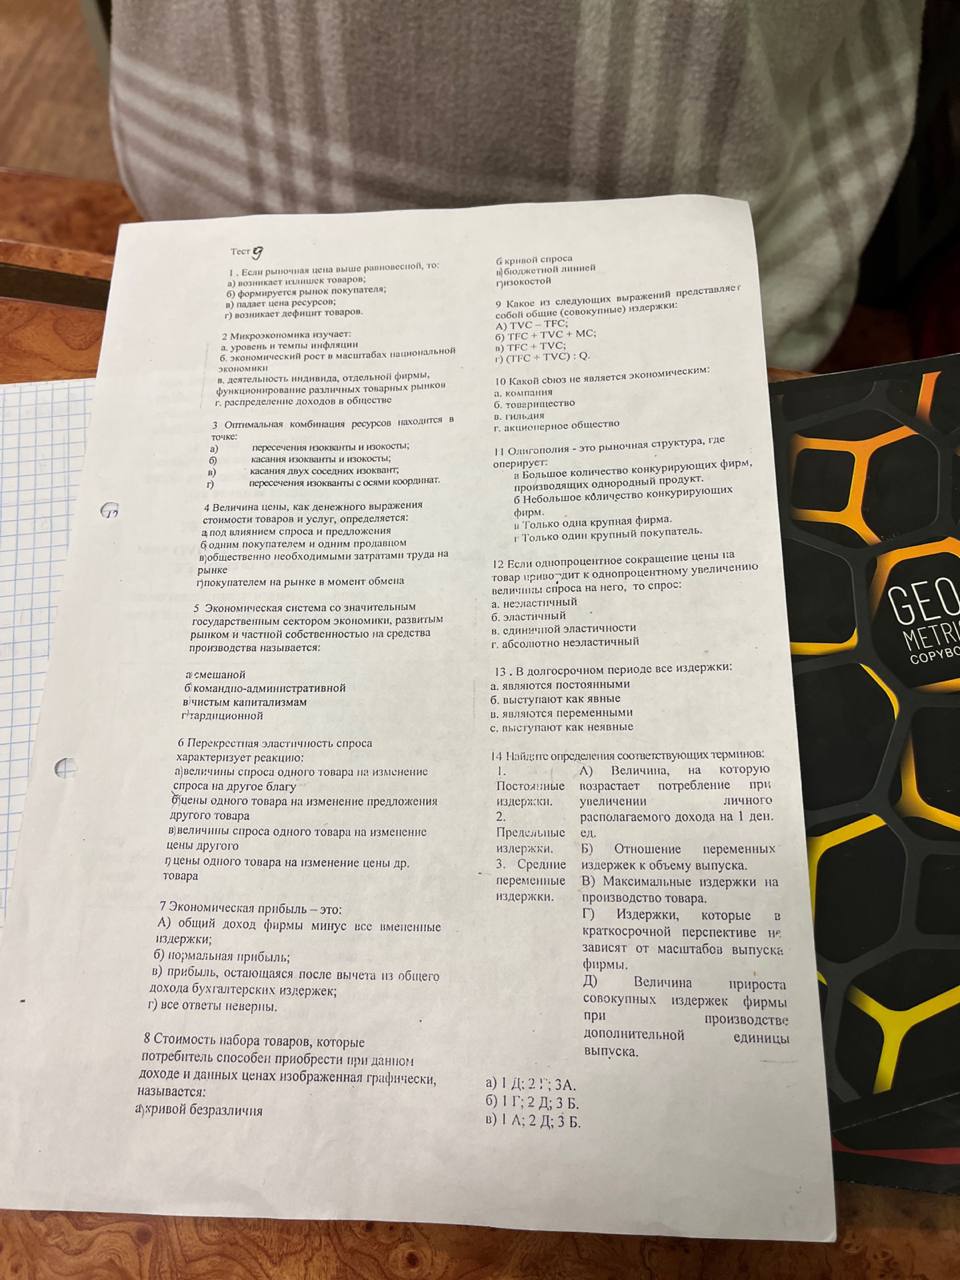 Тест 9
1 . Если рыночная цена выше равновесной, то:
а) возникает излишек товаров;
б) формируется рынок покупателя;
в) падает цена ресурсов;
г) возникает дефицит товаров.
2 Микроэкономика изучает:
а. уровень и темпы инфляции
б. экономический рост в масштабах национальной
экономики
в. деятельность индивида, отдельной фирмы,
функционирование различных товарных рынков
г. распределение доходов в обществе
3 Оптимальная комбинация ресурсов находится в
точке:
а) пересечения изокванты и изокосты;
б) касания изокванты и изокосты;
в) касания двух соседних изоквант;
г) пересечения изокванты с осями координат.
4 Величина цены, как денежного выражения
стоимости товаров и услуг, определяется:
а) под влиянием спроса и предложения
б) одним покупателем и одним продавцом
в) общественно необходимыми затратами труда на
рынке
г) покупателем на рынке в момент обмена
5 Экономическая система со значительным
государственным сектором экономики, развитым
рынком и частной собственностью на средства
производства называется:
а) смешаной
б) командно-административной
в) чистым капитализмам
г) тардиционной
6 Перекрестная эластичность спроса
характеризует реакцию:
а) величины спроса одного товара на изменение
спроса на другое благу
б) цены одного товара на изменение предложения
другого товара
в) величины спроса одного товара на изменение
цены другого
г) цены одного товара на изменение цены др.
товара
7 Экономическая прибыль – это:
А) общий доход фирмы минус все вмененные
издержки;
б) нормальная прибыль;
в) прибыль, остающаяся после вычета из общего
дохода бухгалтерских издержек;
г) все ответы неверны.
8 Стоимость набора товаров, которые
потребитель способен приобрести при данном
доходе и данных ценах изображенная графически,
называется:
а) кривой безразличия
б кривой спроса
в) бюджетной линией
г) изокостой
9 Какое из следующих выражений представляет
собой общие (совокупные) издержки:
А) TVC – TFC;
б) TFC + TVC + MC;
в) TFC + TVC;
г) (TFC + TVC) : Q.
10 Какой союз не является экономическим:
а. компания
б. товарищество
в. гильдия
г. акционерное общество
11 Олигополия - это рыночная структура, где
оперирует:
а Большое количество конкурирующих фирм,
производящих однородный продукт.
б Небольшое количество конкурирующих
фирм.
в Только одна крупная фирма.
г Только один крупный покупатель.
12 Если однопроцентное сокращение цены на
товар приводит к однопроцентному увеличению
величины спроса на него, то спрос:
а. неэластичный
б. эластичный
в. единичной эластичности
г. абсолютно неэластичный
13 . В долгосрочном периоде все издержки:
а. являются постоянными
б. выступают как явные
в. являются переменными
с. выступают как неявные
14 Найдите определения соответствующих терминов:
1.
Постоянные
издержки.
2.
Предельные
издержки.
3. Средние
переменные
издержки.
А) Величина, на которую
возрастает потребление при
увеличении личного
располагаемого дохода на 1 ден.
ед.
Б) Отношение переменных
издержек к объему выпуска.
В) Максимальные издержки на
производство товара.
Г) Издержки, которые в
краткосрочной перспективе не
зависят от масштабов выпуска
фирмы.
Д) Величина прироста
совокупных издержек фирмы
при производстве
дополнительной единицы
выпуска.
а) 1 Д; 2 Г; 3А.
б) 1 Г; 2 Д; 3 Б.
в) 1 А; 2 Д; 3 Б.
GEO
METRI
COPYBO